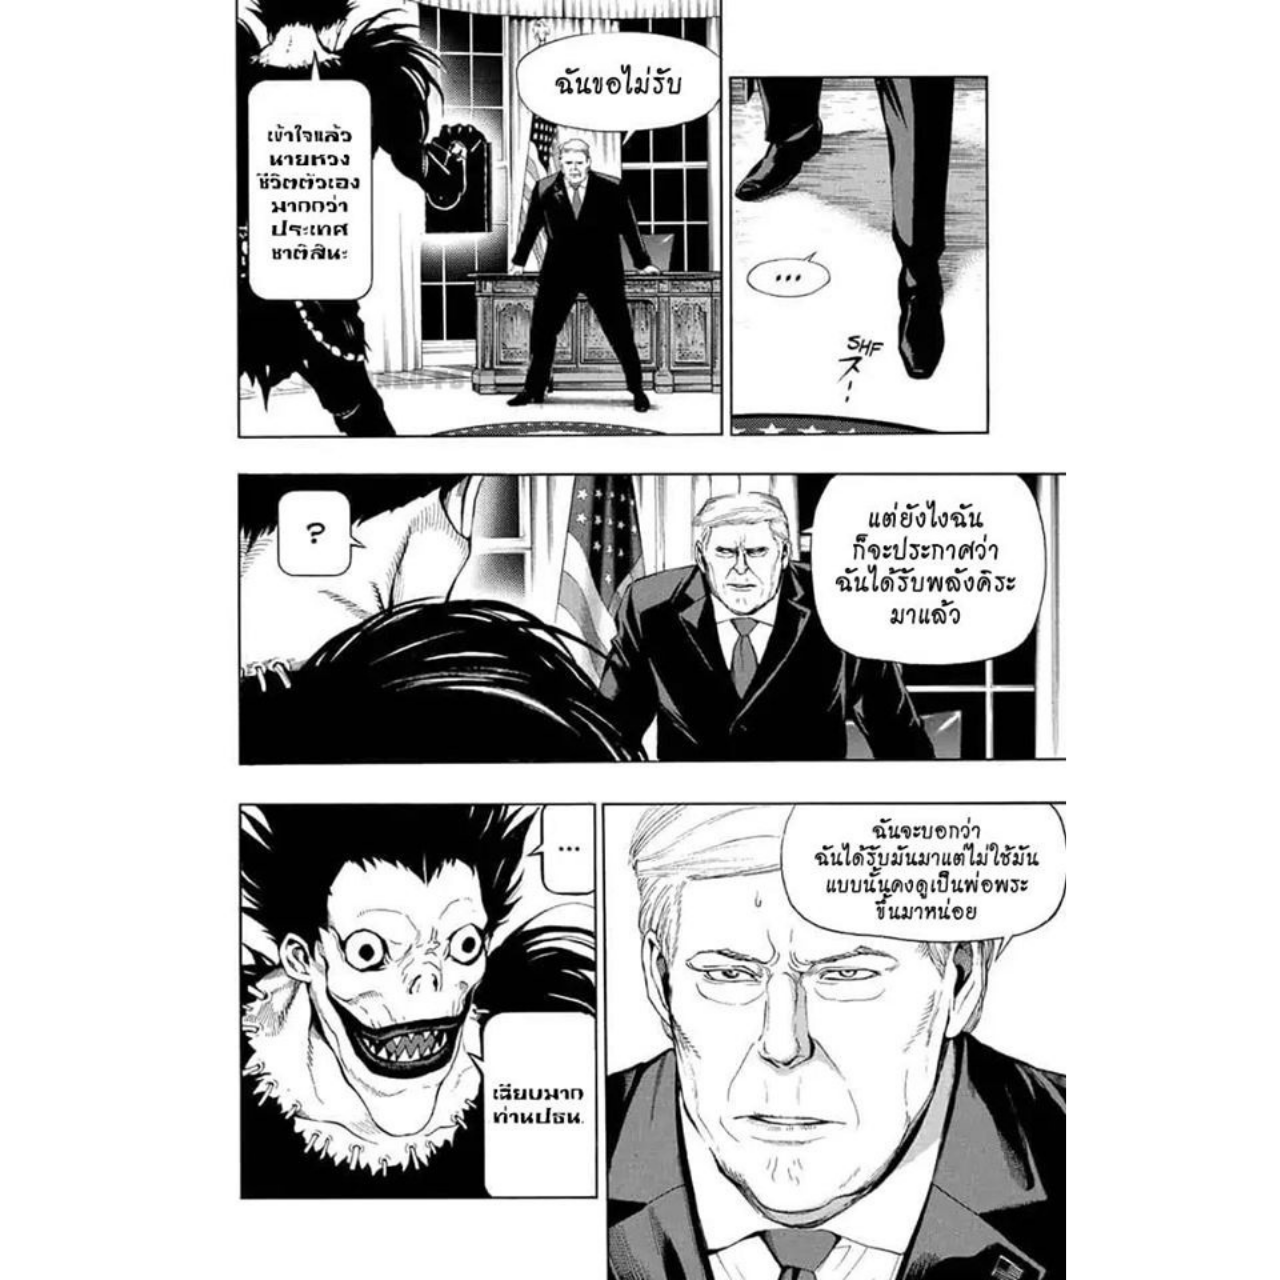 ...
SHF
スー
ฉันขอไม่รับ
เข้าใจแล้ว
นายหวง
ชีวิตตัวเอง
มากกว่า
ประเทศ
ชาติสินะ
แต่ยังไงฉัน
ก็จะประกาศว่า
ฉันได้รับพลังคิระ
มาแล้ว
?
ฉันจะบอกว่า
ฉันได้รับมันมาแต่ไม่ใช้มัน
แบบนั้นคงดูเป็นพ่อพระ
ขึ้นมาหน่อย
...
เฉียบมาก
ท่านปธน.